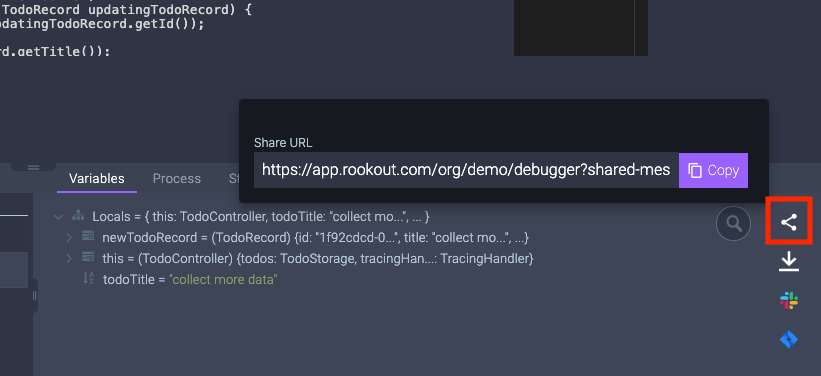 TodoRecord updatingTodoRecord) {
pdatingTodoRecord.getId());
rd.getTitle());
Share URL
https://app.rookout.com/org/demo/debugger?shared-mes
Copy
Variables
Process
St
Locals = { this: TodoController, todoTitle: "collect mo...", ... }
newTodoRecord = (TodoRecord) {id: "1f92cdcd-0...", title: "collect mo...", ...}
this = (TodoController) {todos: TodoStorage, tracingHan...: TracingHandler}
todoTitle = "collect more data"